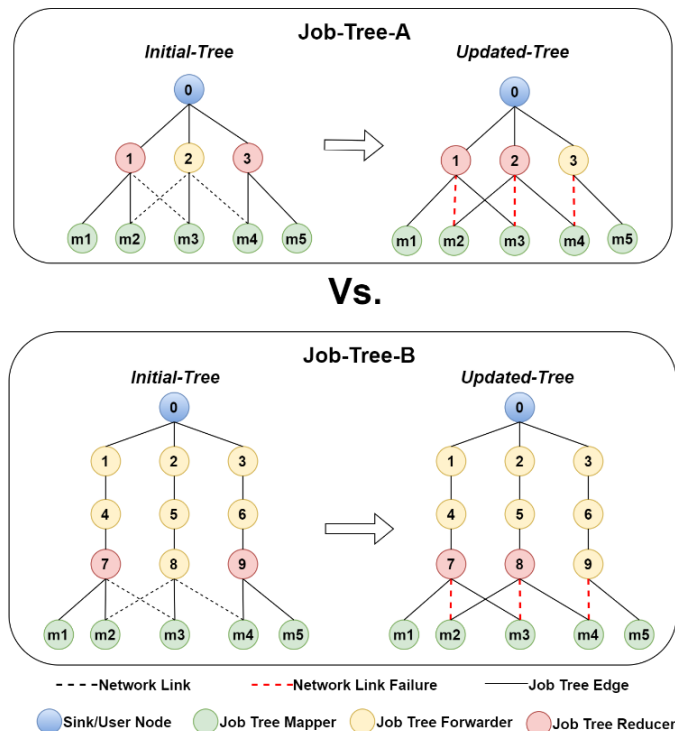 Job-Tree-A
Initial-Tree Updated-Tree
0 0
1 2 3 1 2 3
m1 m2 m3 m4 m5 m1 m2 m3 m4 m5
Vs.
Job-Tree-B
Initial-Tree Updated-Tree
0 0
1 2 3 1 2 3
4 5 6 4 5 6
7 8 9 7 8 9
m1 m2 m3 m4 m5 m1 m2 m3 m4 m5
Network Link Network Link Failure Job Tree Edge
Sink/User Node Job Tree Mapper Job Tree Forwarder Job Tree Reducer